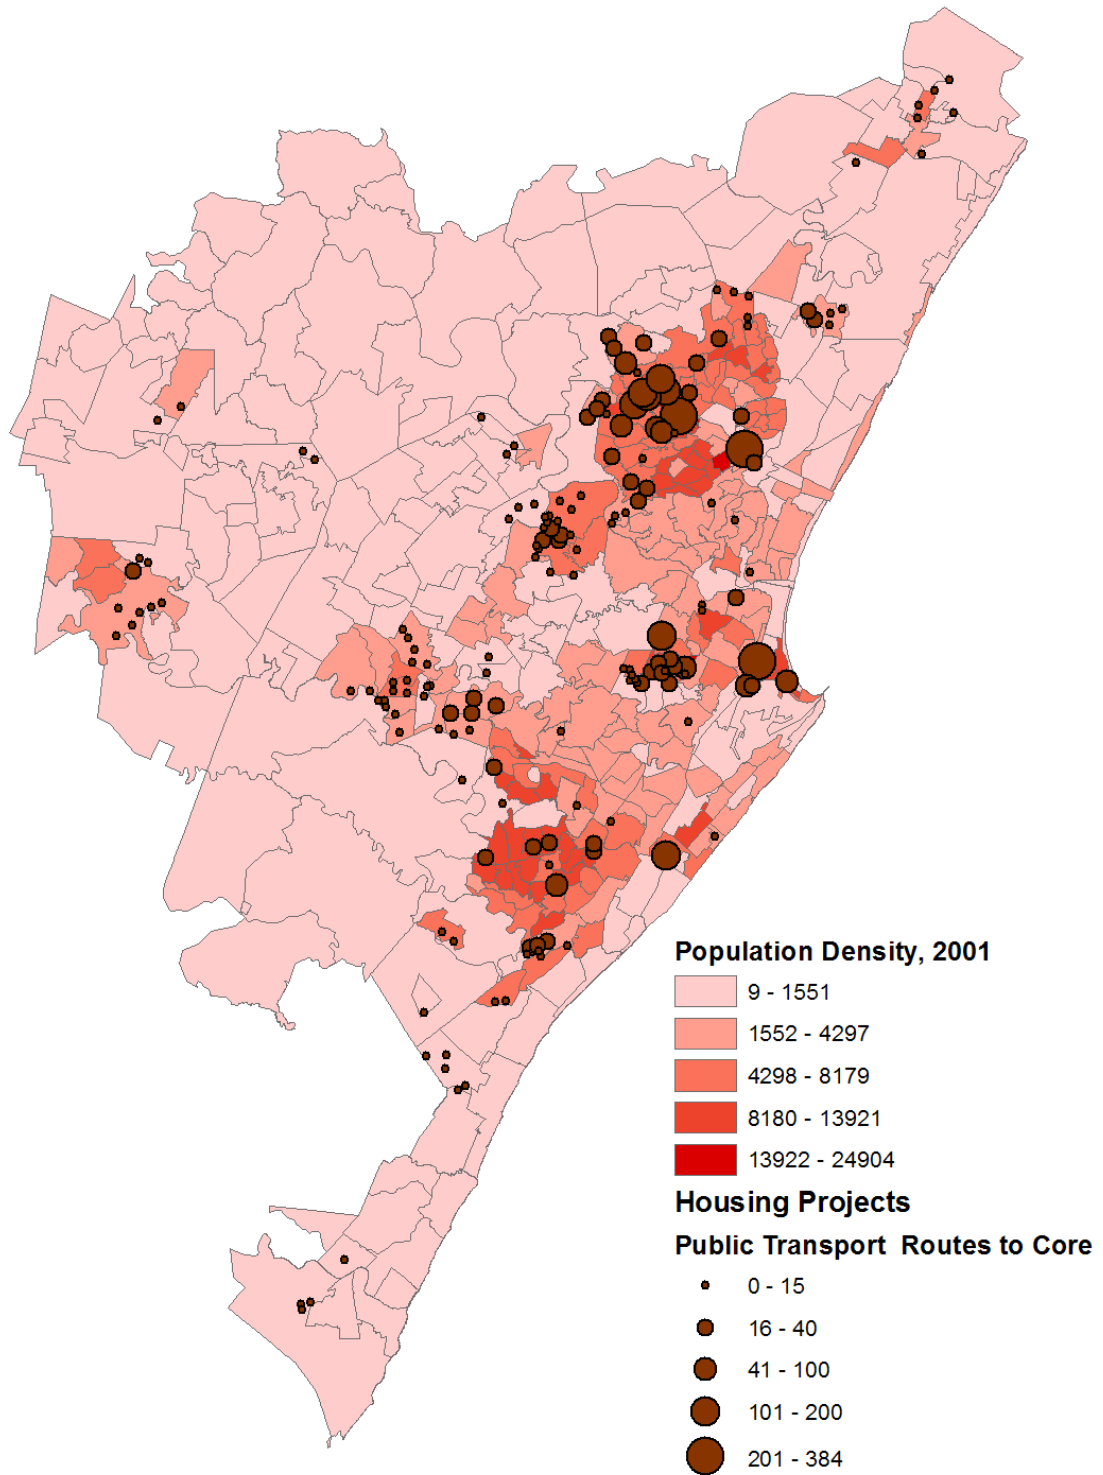 Population Density, 2001
9 - 1551
1552 - 4297
4298 - 8179
8180 - 13921
13922 - 24904
Housing Projects
Public Transport Routes to Core
0 - 15
16 - 40
41 - 100
101 - 200
201 - 384